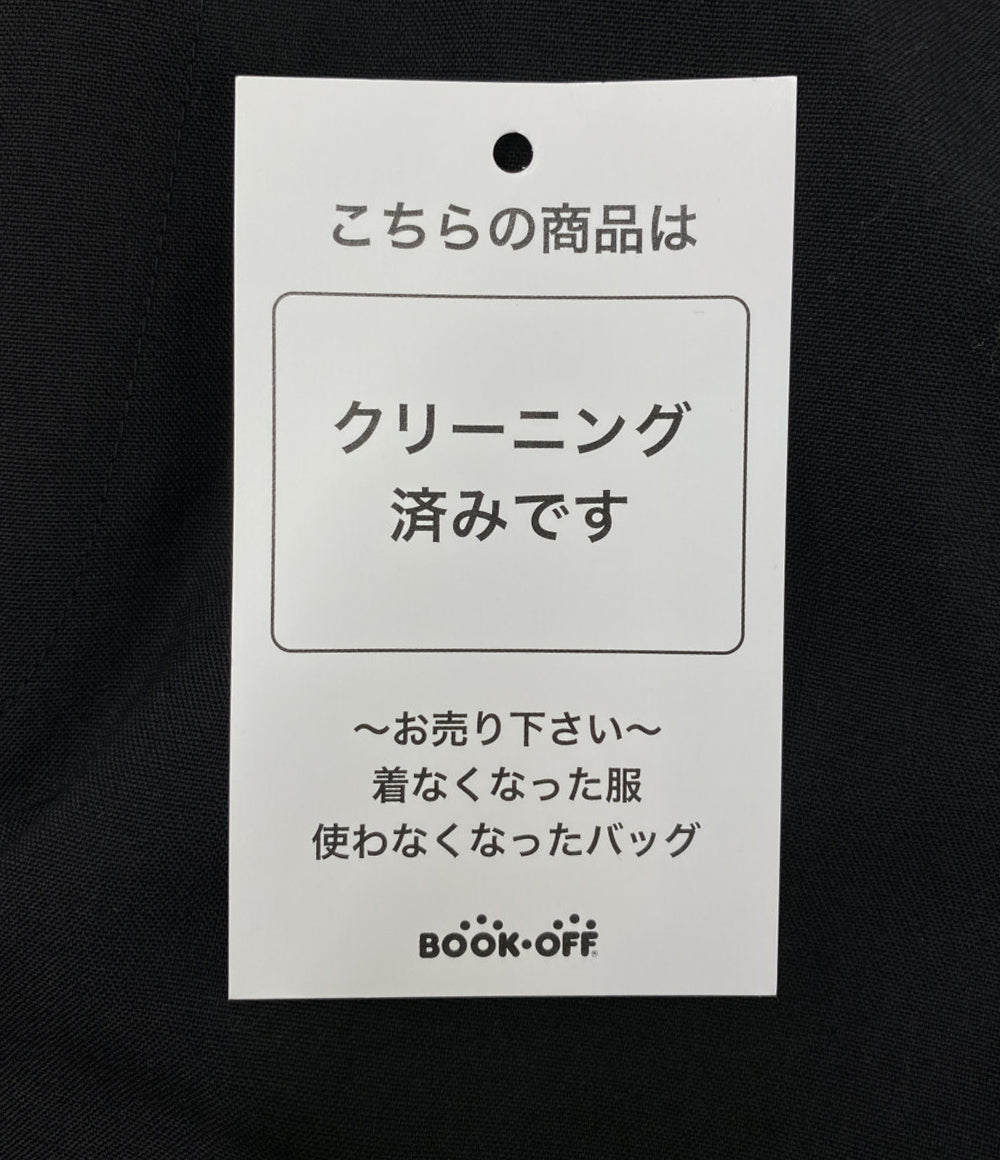 こちらの商品は
クリーニング
済みです
～お売り下さい～
着なくなった服
使わなくなったバッグ
BOOK・OFF®